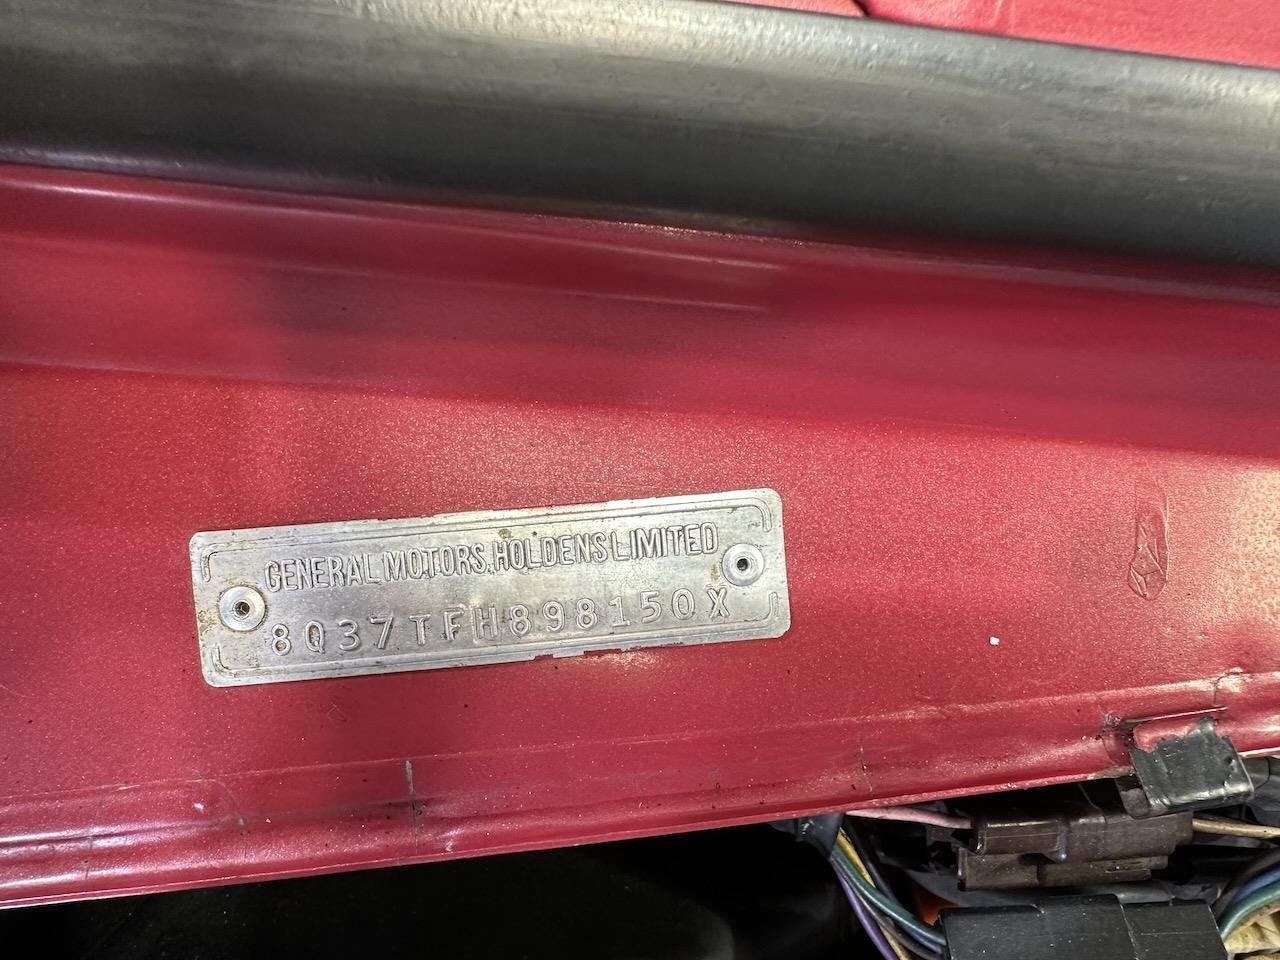 GENERAL MOTORS, HOLDENS LIMITED
8Q37TFH898150X